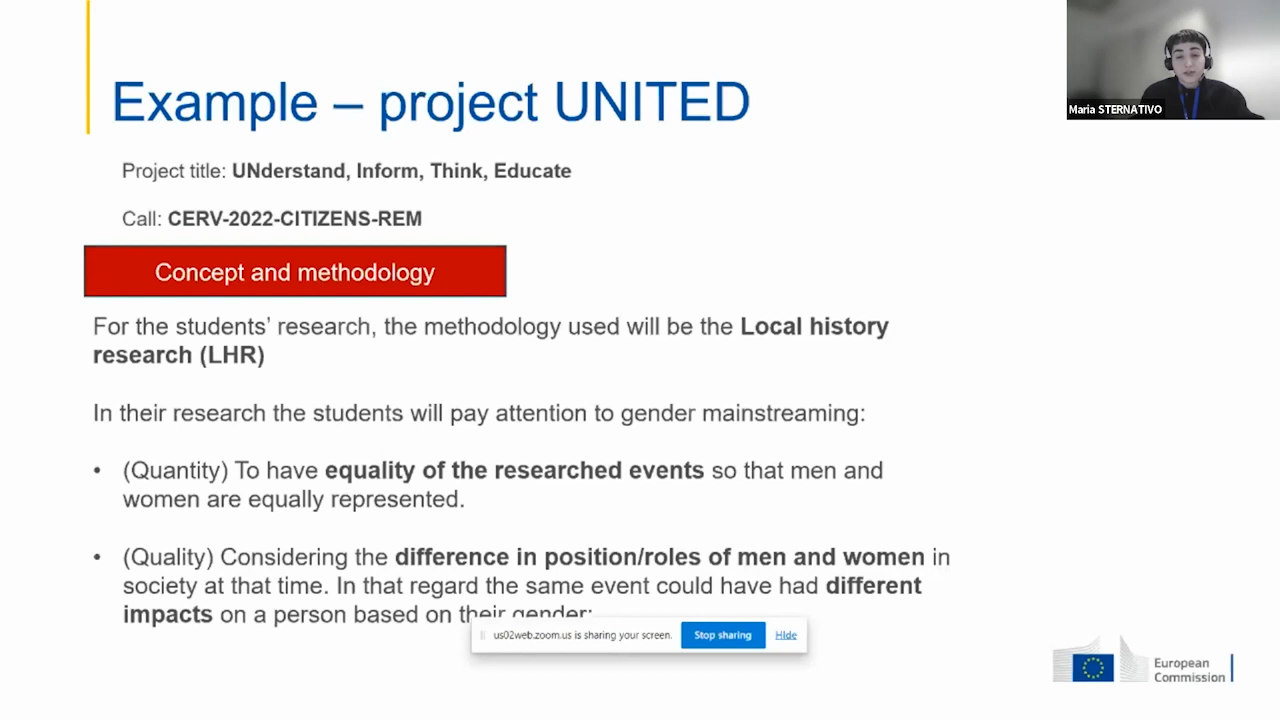 Example – project UNITED
Maria STERNATIVO
Project title: UNderstand, Inform, Think, Educate
Call: CERV-2022-CITIZENS-REM
Concept and methodology
For the students’ research, the methodology used will be the Local history
research (LHR)
In their research the students will pay attention to gender mainstreaming:
• (Quantity) To have equality of the researched events so that men and
women are equally represented.
• (Quality) Considering the difference in position/roles of men and women in
society at that time. In that regard the same event could have had different
impacts on a person based on their gender;
us02web.zoom.us is sharing your screen.
Stop sharing
Hide
European
Commission